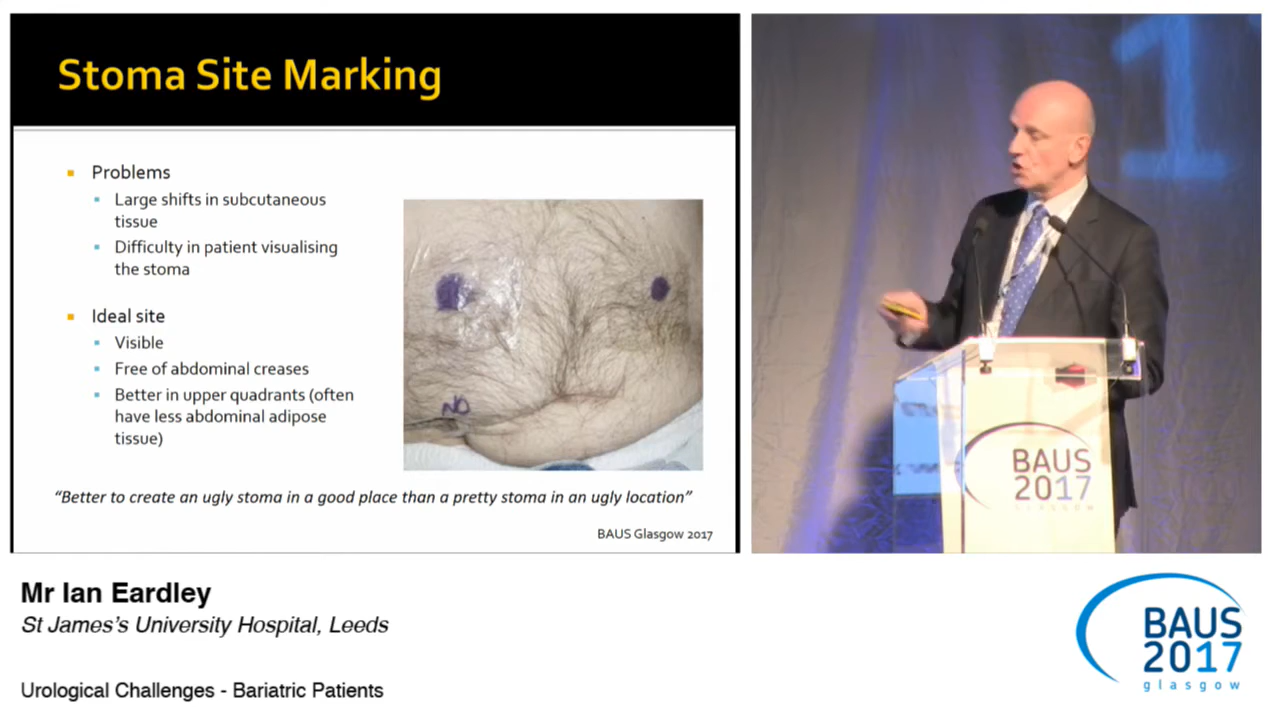 Stoma Site Marking
Problems
Large shifts in subcutaneous
tissue
Difficulty in patient visualising
the stoma
Ideal site
Visible
Free of abdominal creases
Better in upper quadrants (often
have less abdominal adipose
tissue)
NO
“Better to create an ugly stoma in a good place than a pretty stoma in an ugly location”
BAUS Glasgow 2017
1
BAUS
2017
GLASGOW
Mr Ian Eardley
St James’s University Hospital, Leeds
Urological Challenges - Bariatric Patients
BAUS
2017
glasgow